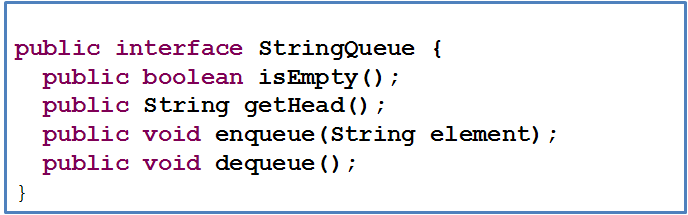 public interface StringQueue {
public boolean isEmpty();
public String getHead();
public void enqueue(String element);
public void dequeue();
}